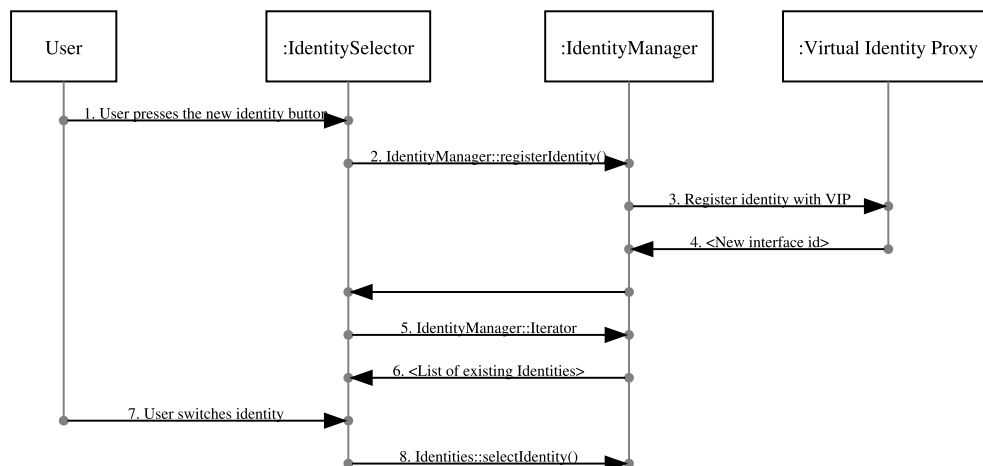 User
:IdentitySelector
:IdentityManager
:Virtual Identity Proxy
1. User presses the new identity button
2. IdentityManager::registerIdentity()
3. Register identity with VIP
4. <New interface id>
5. IdentityManager::Iterator
6. <List of existing Identities>
7. User switches identity
8. Identities::selectIdentity()